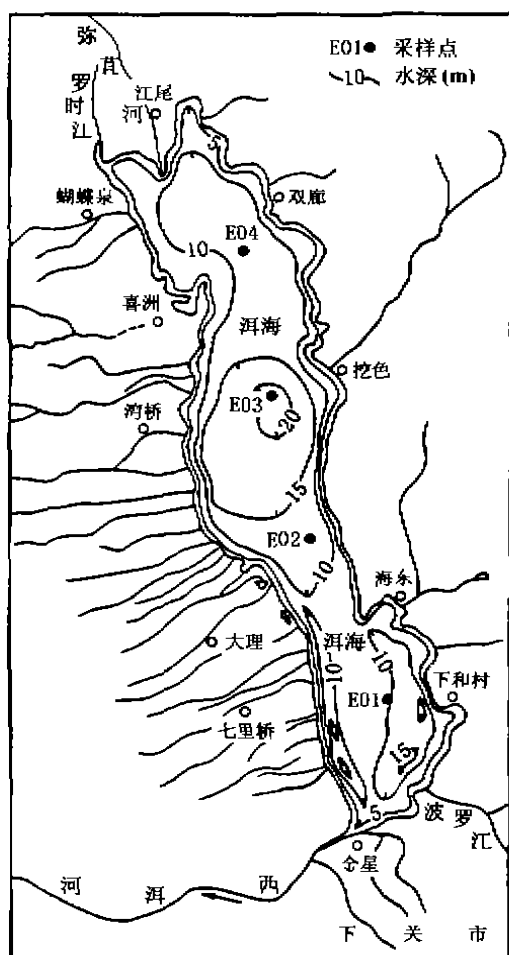 E01● 采样点
10 水深(m)
弥
苴
河
罗
时
江
江尾
5
蝴蝶泉
双廊
10
E04
喜洲
洱海
挖色
E03
20
湾桥
15
E02
10
海东
大理
洱海
10
10
下和村
E01
七里桥
15
5
波
罗
江
金星
河 洱 西
下 关 市